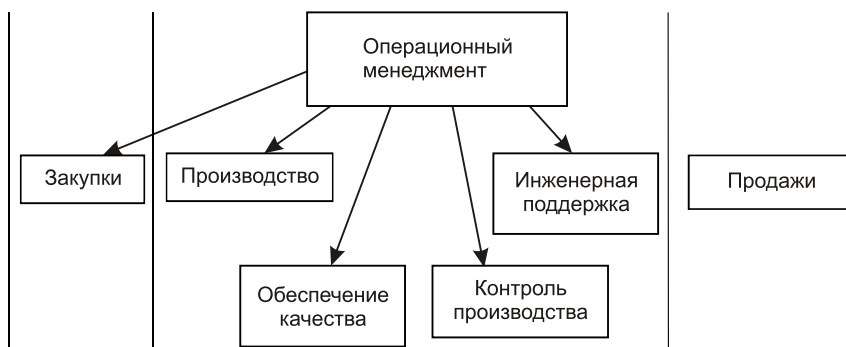 Операционный
менеджмент
Закупки
Производство
Инженерная
поддержка
Продажи
Обеспечение
качества
Контроль
производства